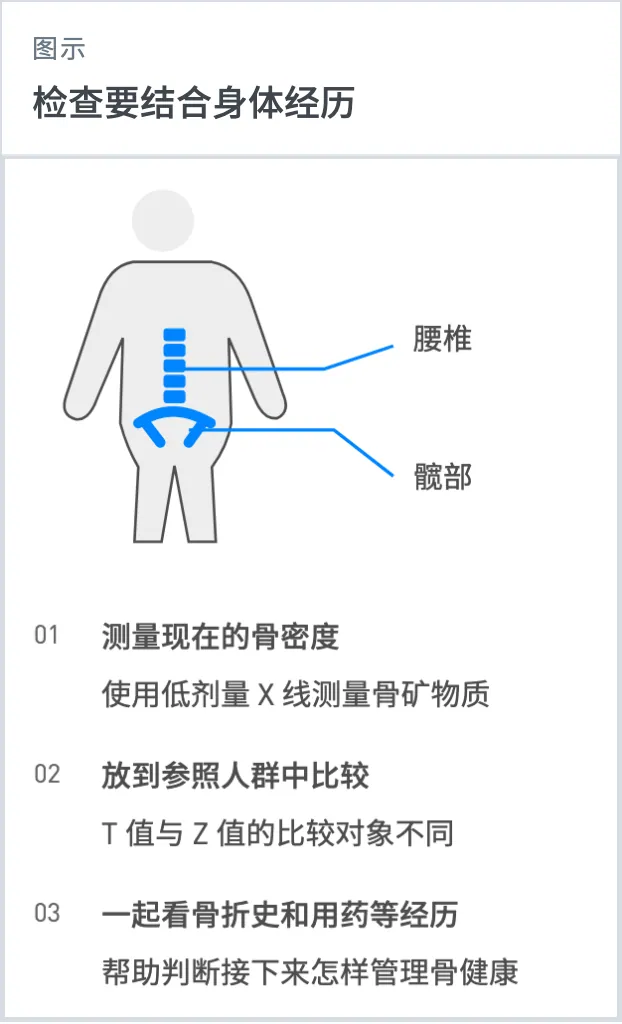 图示
检查要结合身体经历
腰椎
髋部
01
测量现在的骨密度
使用低剂量 X 线测量骨矿物质
02
放到参照人群中比较
T 值与 Z 值的比较对象不同
03
一起看骨折史和用药等经历
帮助判断接下来怎样管理骨健康